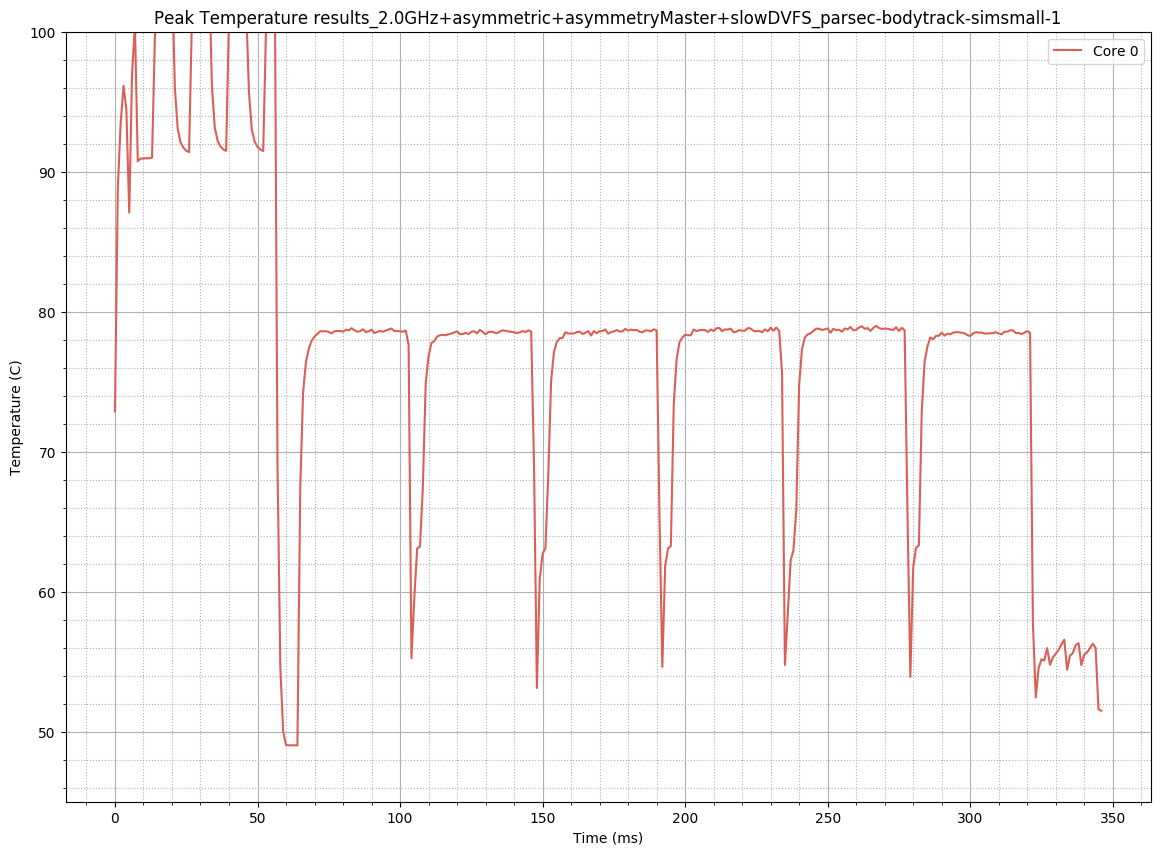 Peak Temperature results_2.0GHz+asymmetric+asymmetryMaster+slowDVFS_parsec-bodytrack-simsmall-1
Core 0
100
90
80
70
60
50
Temperature (C)
0 50 100 150 200 250 300 350
Time (ms)